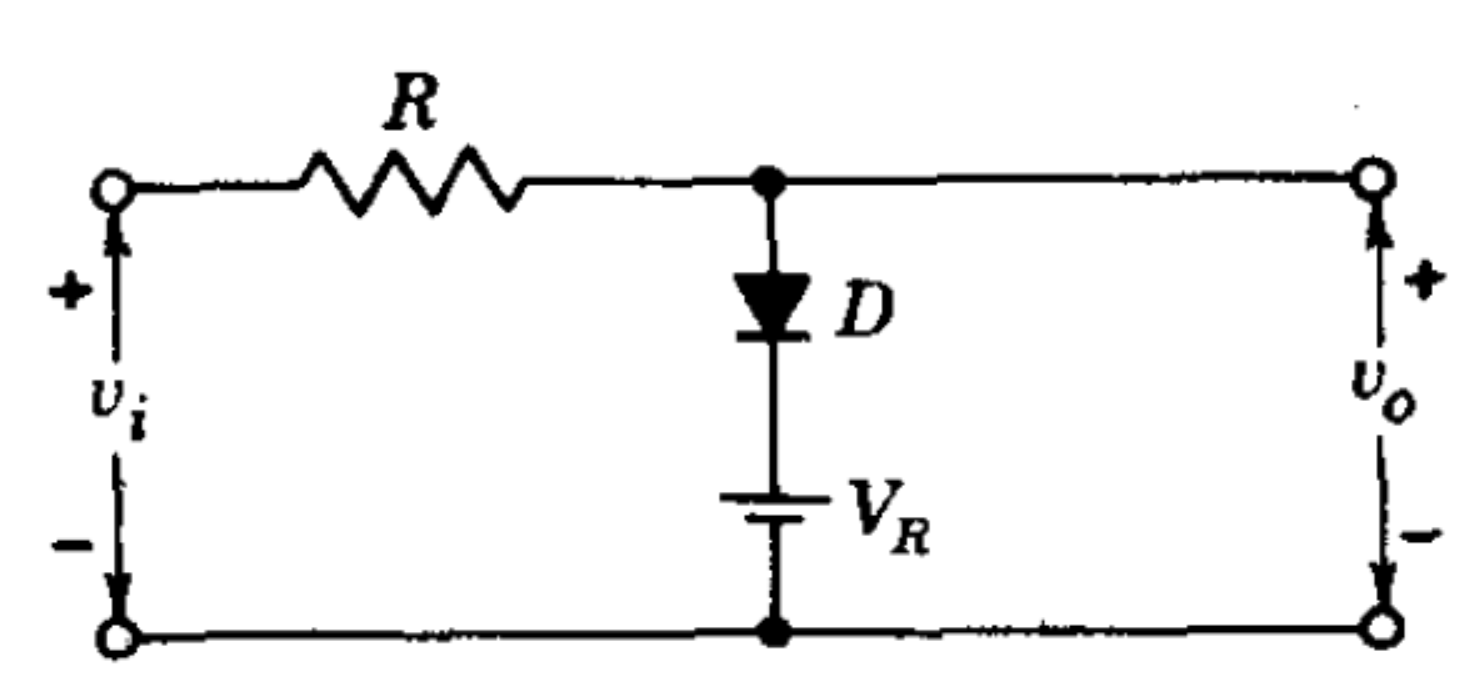 R
+ D +
v_i v_o
- V_R -